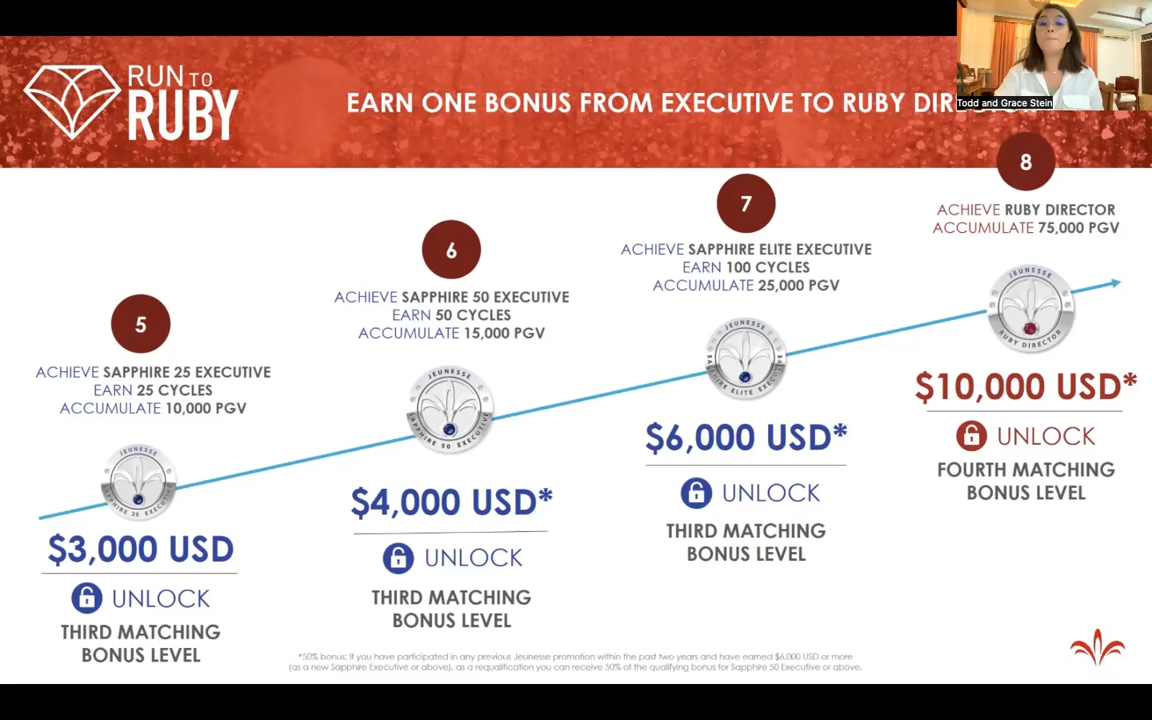 RUN TO
RUBY
EARN ONE BONUS FROM EXECUTIVE TO RUBY
Todd and Grace Stein
5
ACHIEVE SAPPHIRE 25 EXECUTIVE
EARN 25 CYCLES
ACCUMULATE 10,000 PGV
JEUNESSE
SAPPHIRE 25 EXECUTIVE
$3,000 USD
UNLOCK
THIRD MATCHING
BONUS LEVEL
6
ACHIEVE SAPPHIRE 50 EXECUTIVE
EARN 50 CYCLES
ACCUMULATE 15,000 PGV
JEUNESSE
SAPPHIRE 50 EXECUTIVE
$4,000 USD*
UNLOCK
THIRD MATCHING
BONUS LEVEL
7
ACHIEVE SAPPHIRE ELITE EXECUTIVE
EARN 100 CYCLES
ACCUMULATE 25,000 PGV
JEUNESSE
SAPPHIRE ELITE EXECUTIVE
$6,000 USD*
UNLOCK
THIRD MATCHING
BONUS LEVEL
8
ACHIEVE RUBY DIRECTOR
ACCUMULATE 75,000 PGV
JEUNESSE
RUBY DIRECTOR
$10,000 USD*
UNLOCK
FOURTH MATCHING
BONUS LEVEL
*50% bonus: If you have participated in any previous Jeunesse promotion within the past two years and have earned $6,000 USD or more
(as a new Sapphire Executive or above), as a requalification you can receive 50% of the qualifying bonus for Sapphire 50 Executive or above.